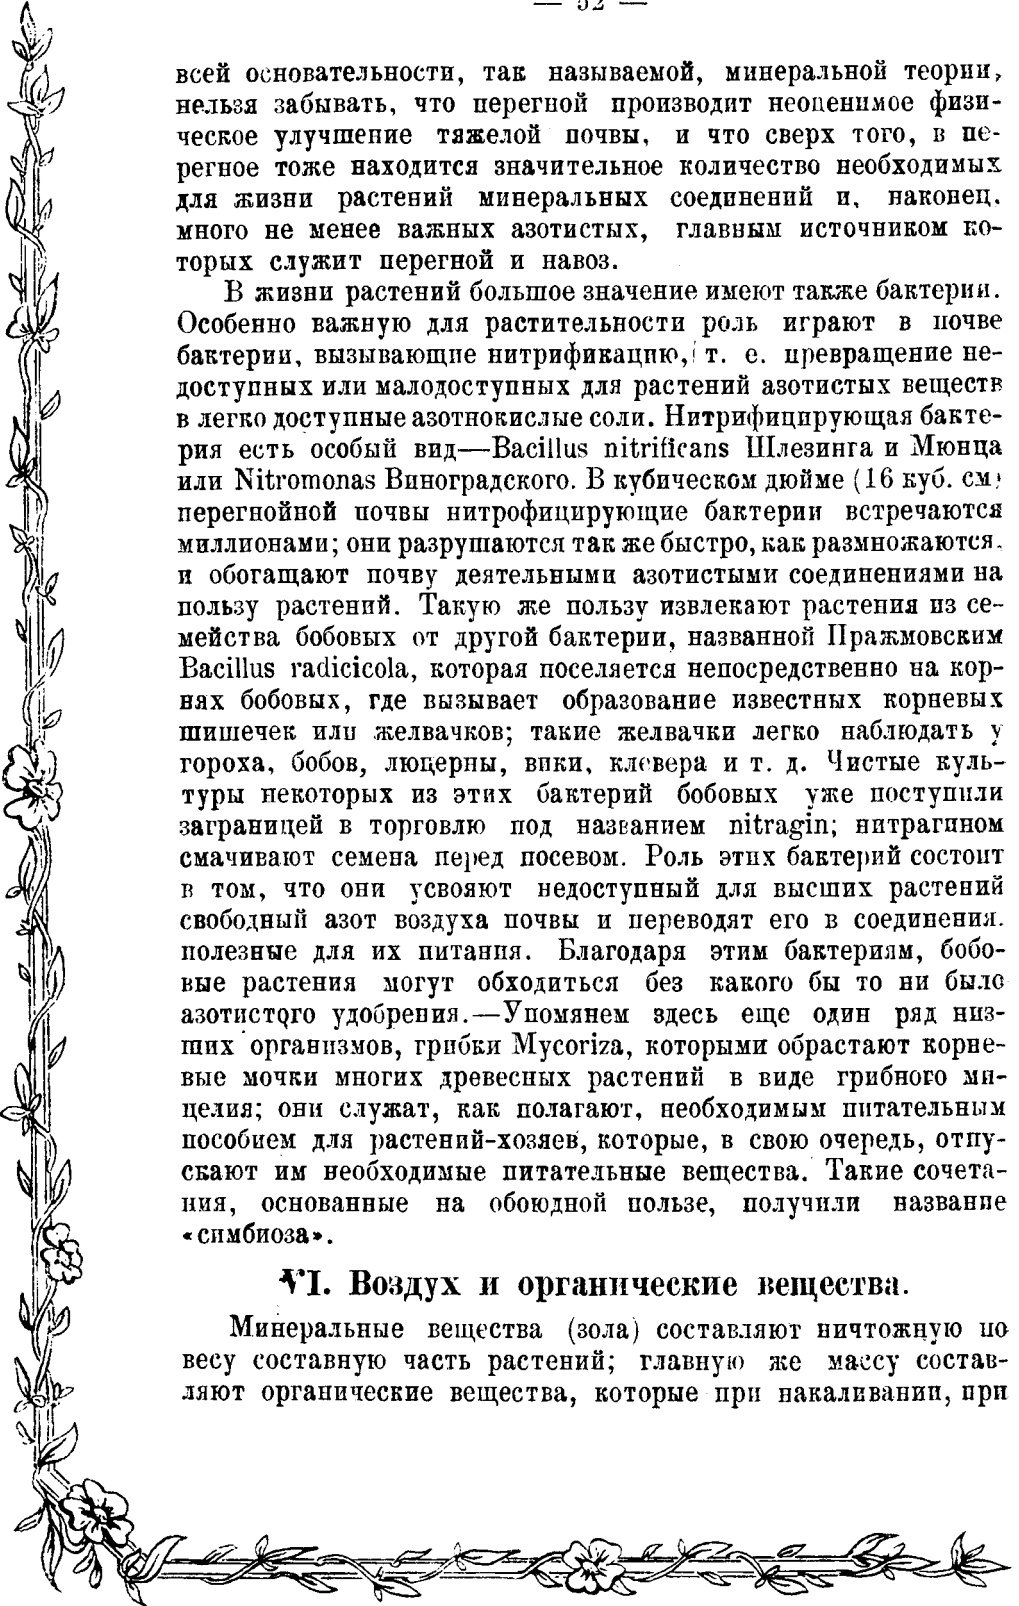 — 52 —
всей основательности, так называемой, минеральной теории,
нельзя забывать, что перегной производит неоценимое физи-
ческое улучшение тяжелой почвы, и что сверх того, в пе-
регное тоже находится значительное количество необходимых
для жизни растений минеральных соединений и, наконец.
много не менее важных азотистых, главным источником ко-
торых служит перегной и навоз.
В жизни растений большое значение имеют также бактерии.
Особенно важную для растительности роль играют в почве
бактерии, вызывающие нитрификацию, т. е. превращение не-
доступных или малодоступных для растений азотистых веществ
в легко доступные азотнокислые соли. Нитрифицирующая бакте-
рия есть особый вид—Bacillus nitrificans Шлезинга и Мюнца
или Nitromonas Виноградского. В кубическом дюйме (16 куб. см)
перегнойной почвы нитрофицирующие бактерии встречаются
миллионами; они разрушаются так же быстро, как размножаются.
и обогащают почву деятельными азотистыми соединениями на
пользу растений. Такую же пользу извлекают растения из се-
мейства бобовых от другой бактерии, названной Пражмовским
Bacillus radicicola, которая поселяется непосредственно на кор-
нях бобовых, где вызывает образование известных корневых
шишечек или желвачков; такие желвачки легко наблюдать у
гороха, бобов, люцерны, вики, клевера и т. д. Чистые куль-
туры некоторых из этих бактерий бобовых уже поступили
заграницей в торговлю под названием nitragin; нитрагином
смачивают семена перед посевом. Роль этих бактерий состоит
в том, что они усвояют недоступный для высших растений
свободный азот воздуха почвы и переводят его в соединения.
полезные для их питания. Благодаря этим бактериям, бобо-
вые растения могут обходиться без какого бы то ни было
азотистого удобрения.—Упомянем здесь еще один ряд низ-
ших организмов, грибки Mycoriza, которыми обрастают корне-
вые мочки многих древесных растений в виде грибного ми-
целия; они служат, как полагают, необходимым питательным
пособием для растений-хозяев, которые, в свою очередь, отпу-
скают им необходимые питательные вещества. Такие сочета-
ния, основанные на обоюдной пользе, получили название
«симбиоза».
VI. Воздух и органические вещества.
Минеральные вещества (зола) составляют ничтожную по
весу составную часть растений; главную же массу состав-
ляют органические вещества, которые при накаливании, при